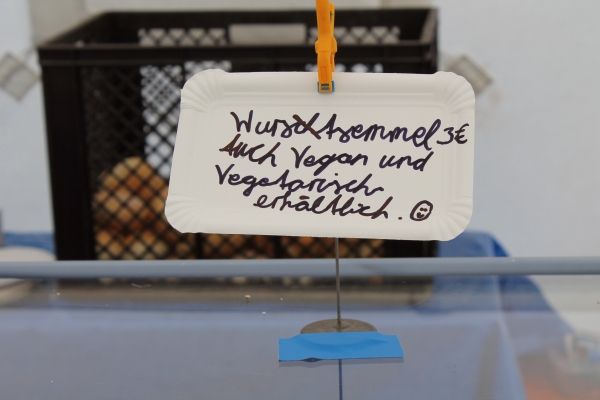 Wurstsemmel 3€
Auch Vegan und
Vegetarisch
erhältlich. ☺